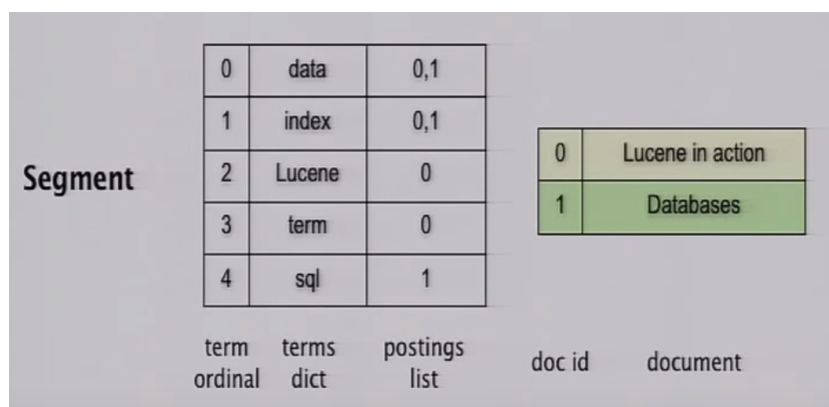 Segment
0 data 0,1
1 index 0,1
2 Lucene 0
3 term 0
4 sql 1
term ordinal
terms dict
postings list
0 Lucene in action
1 Databases
doc id
document